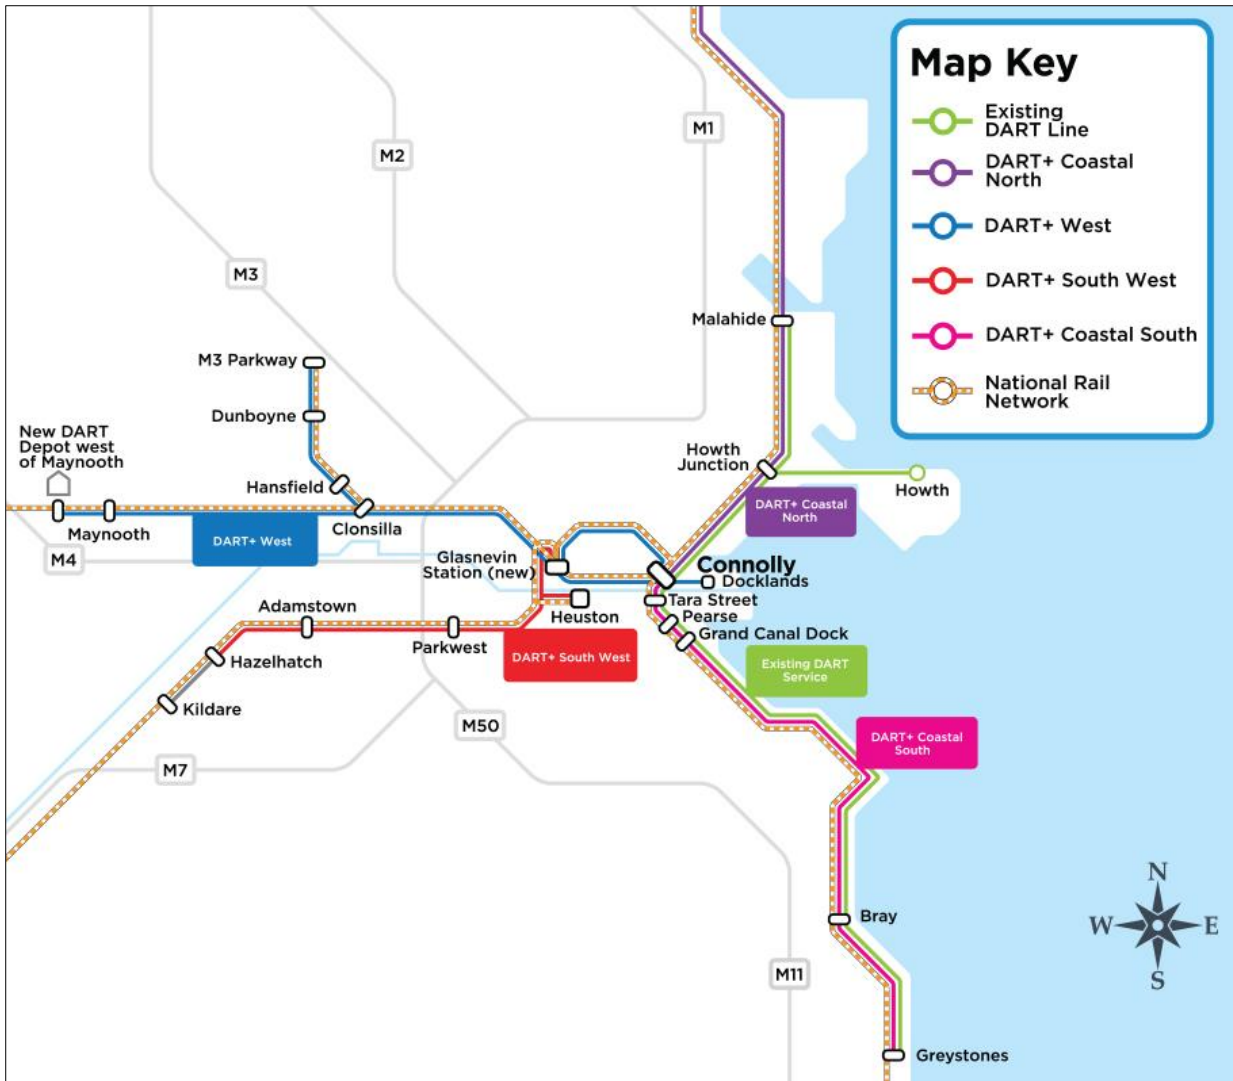 Map Key
Existing
DART Line
DART+ Coastal
North
DART+ West
DART+ South West
DART+ Coastal South
National Rail
Network
M1
M2
M3
Malahide
M3 Parkway
Dunboyne
New DART
Depot west
of Maynooth
Howth
Junction
Hansfield
Howth
DART+ Coastal
North
Maynooth
Clonsilla
DART+ West
M4
Glasnevin
Station (new)
Connolly
Docklands
Tara Street
Adamstown
Heuston
Pearse
Grand Canal Dock
Parkwest
DART+ South West
Hazelhatch
Existing DART
Service
Kildare
M50
DART+ Coastal
South
M7
N
W
E
S
Bray
M11
Greystones